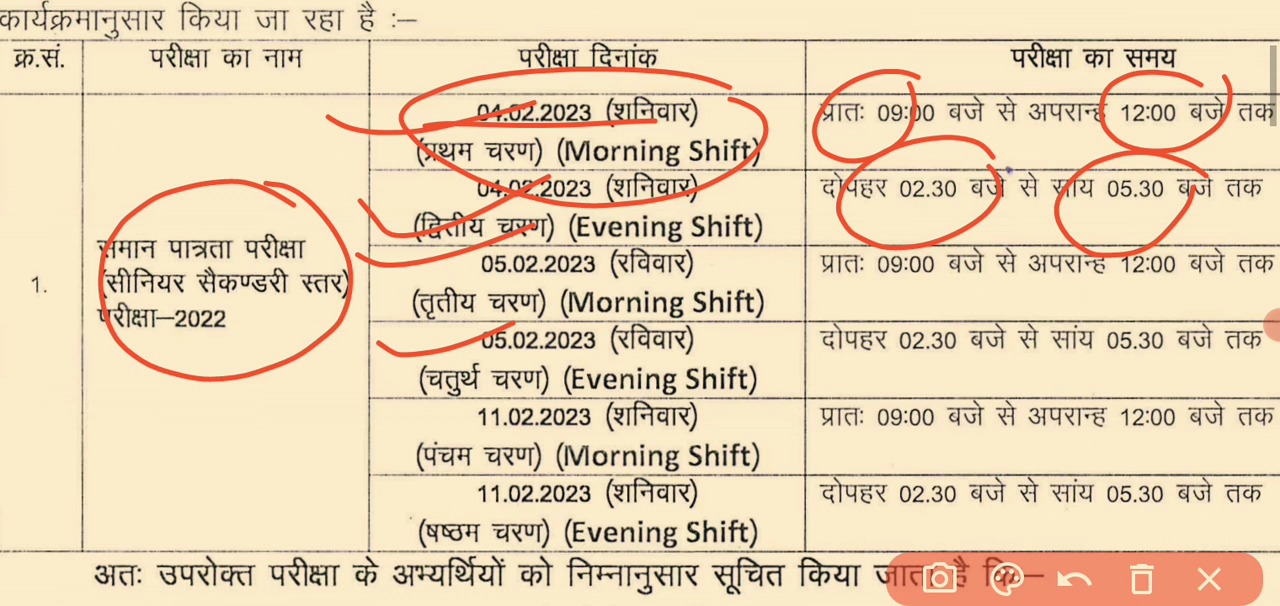 कार्यक्रमानुसार किया जा रहा है :–
क्र.सं. परीक्षा का नाम परीक्षा दिनांक परीक्षा का समय
1. समान पात्रता परीक्षा
(सीनियर सैकण्डरी स्तर)
परीक्षा–2022
04.02.2023 (शनिवार)
(प्रथम चरण) (Morning Shift)
प्रातः 09:00 बजे से अपरान्ह 12:00 बजे तक
04.02.2023 (शनिवार)
(द्वितीय चरण) (Evening Shift)
दोपहर 02.30 बजे से सांय 05.30 बजे तक
05.02.2023 (रविवार)
(तृतीय चरण) (Morning Shift)
प्रातः 09:00 बजे से अपरान्ह 12:00 बजे तक
05.02.2023 (रविवार)
(चतुर्थ चरण) (Evening Shift)
दोपहर 02.30 बजे से सांय 05.30 बजे तक
11.02.2023 (शनिवार)
(पंचम चरण) (Morning Shift)
प्रातः 09:00 बजे से अपरान्ह 12:00 बजे तक
11.02.2023 (शनिवार)
(षष्ठम चरण) (Evening Shift)
दोपहर 02.30 बजे से सांय 05.30 बजे तक
अतः उपरोक्त परीक्षा के अभ्यर्थियों को निम्नानुसार सूचित किया जाता है कि–